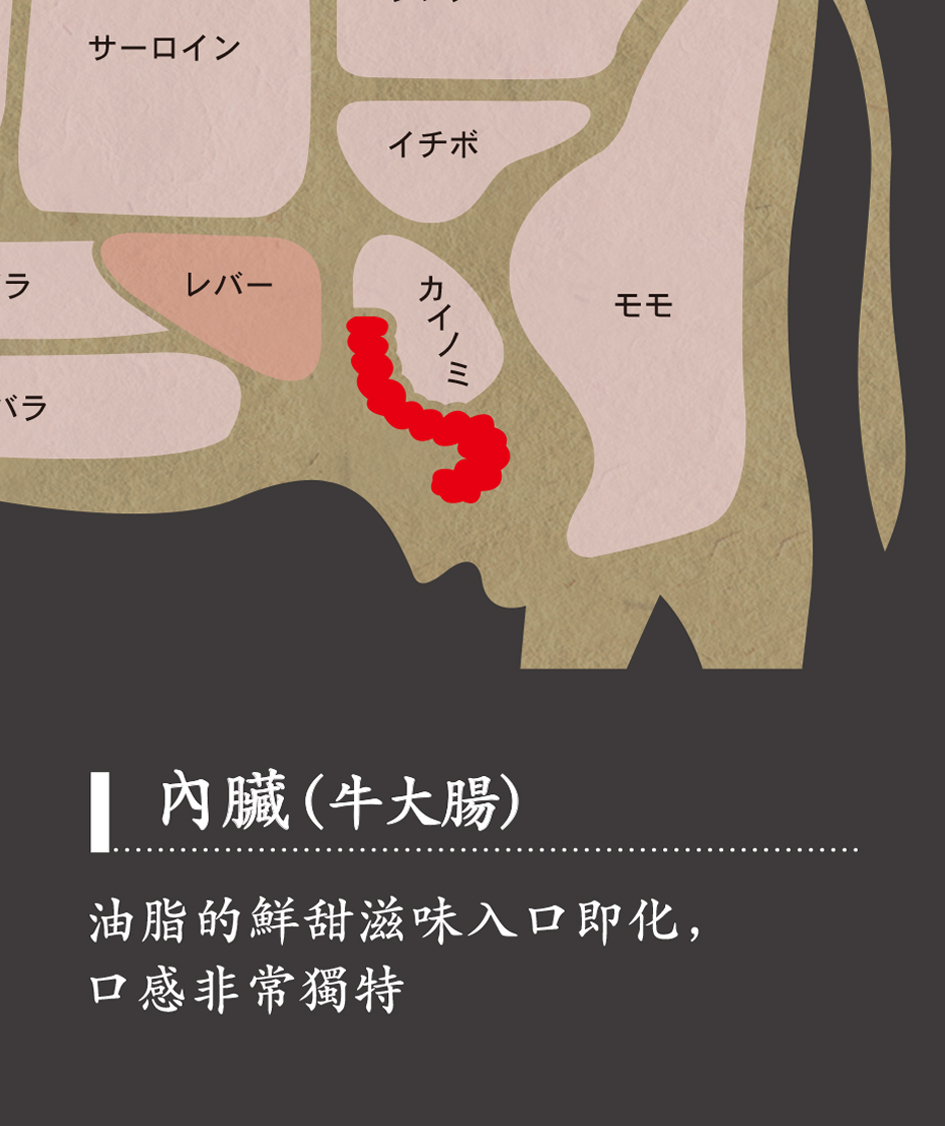 サーロイン
イチボ
レバー
カイノミ
モモ
ラ
バラ
內臟(牛大腸)
油脂的鮮甜滋味入口即化,
口感非常獨特